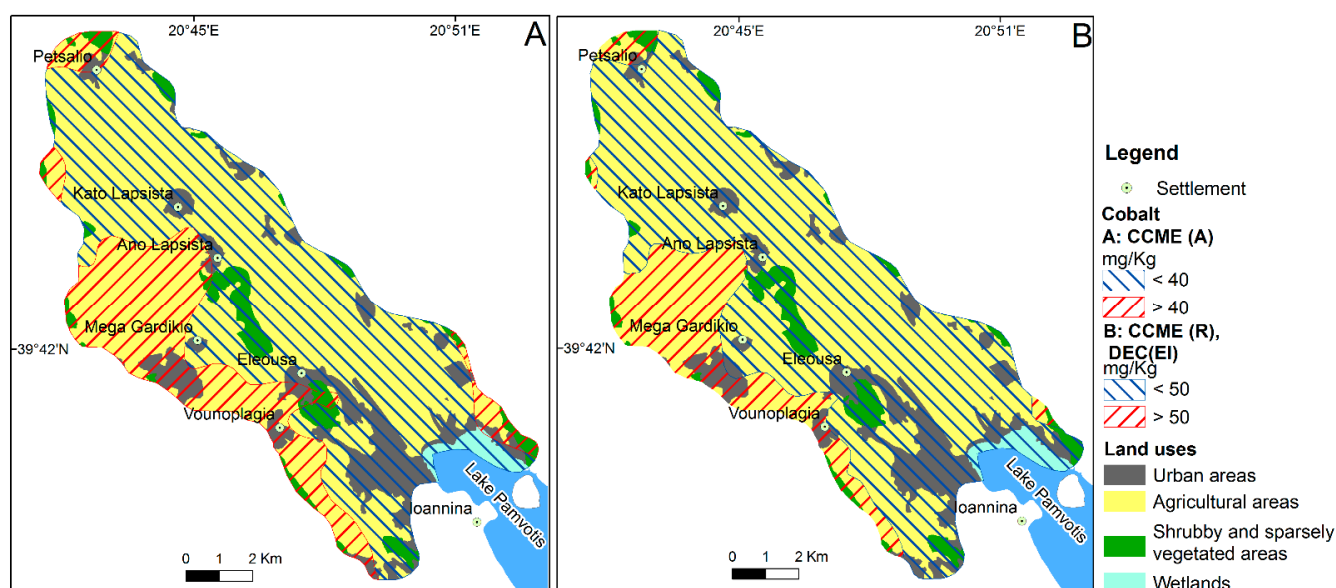 20°45'E
20°51'E
A
Petsalio
Kato Lapsista
Ano Lapsista
Mega Gardikio
39°42'N
Eleousa
Vounoplagia
Ioannina
Lake Pamvotis
0 1 2 Km
20°45'E
20°51'E
B
Petsalio
Kato Lapsista
Ano Lapsista
Mega Gardikio
39°42'N
Eleousa
Vounoplagia
Ioannina
Lake Pamvotis
0 1 2 Km
Legend
Settlement
Cobalt
A: CCME (A)
mg/Kg
< 40
> 40
B: CCME (R),
DEC(EI)
mg/Kg
< 50
> 50
Land uses
Urban areas
Agricultural areas
Shrubby and sparsely
vegetated areas
Wetlands